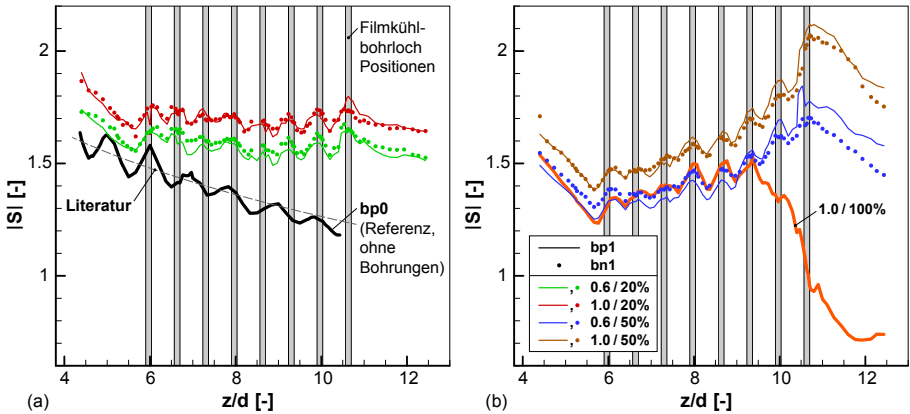 |S| [-]
2
1.5
1
4
6
8
10
12
z/d [-]
(a)
Filmkühl-
bohrloch
Positionen
Literatur
bp0
(Referenz,
ohne
Bohrungen)
|S| [-]
2
1.5
1
4
6
8
10
12
z/d [-]
(b)
1.0 / 100%
bp1
bn1
, 0.6 / 20%
, 1.0 / 20%
, 0.6 / 50%
, 1.0 / 50%